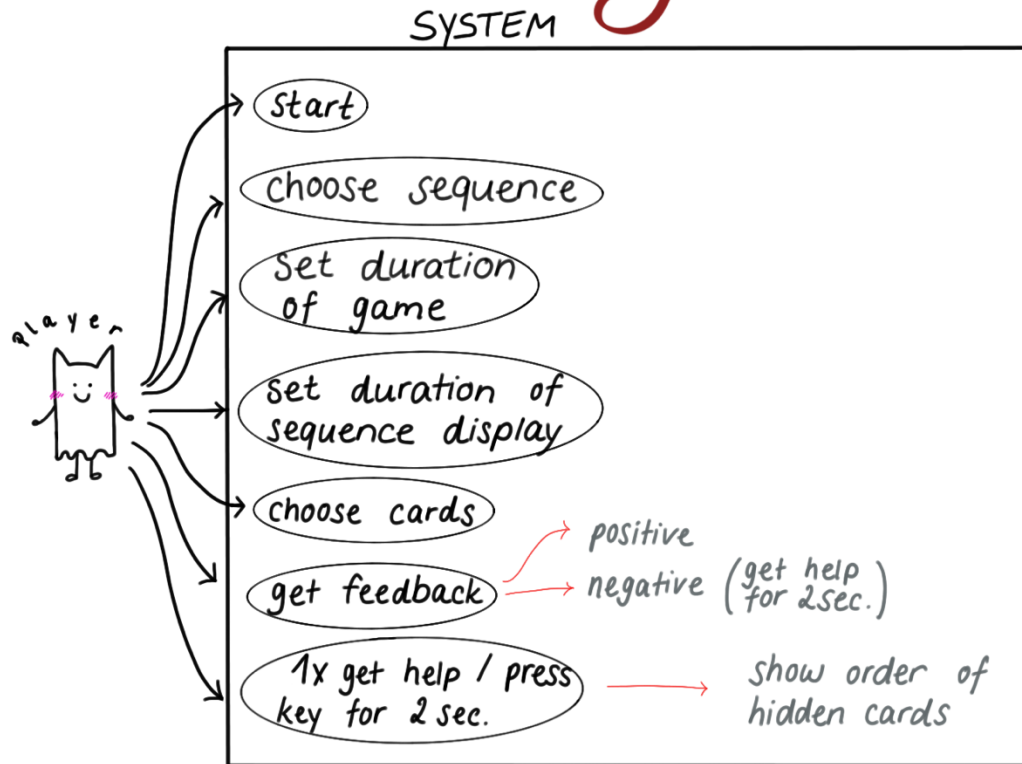 SYSTEM
start
choose sequence
set duration
of game
player
set duration of
sequence display
choose cards
positive
get feedback
negative (get help
for 2sec.)
1x get help / press
key for 2 sec.
show order of
hidden cards